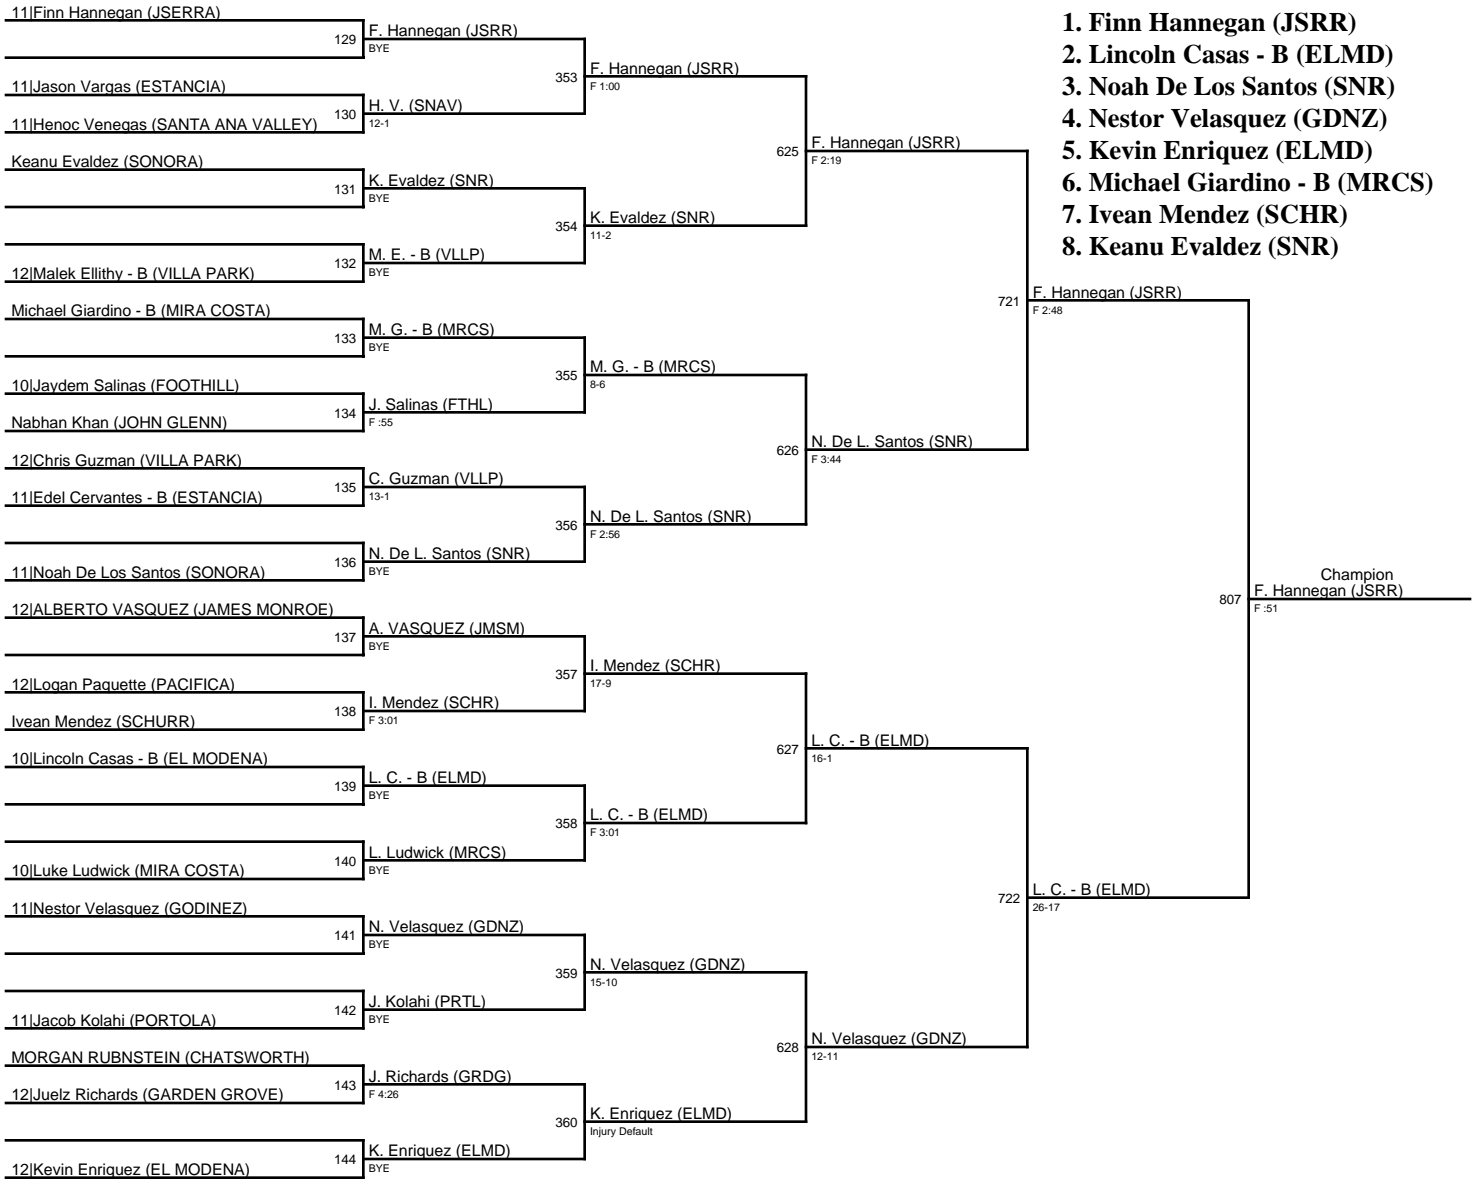 11|Finn Hannegan (JSERRA)
129
F. Hannegan (JSRR)
BYE
11|Jason Vargas (ESTANCIA)
11|Henoc Venegas (SANTA ANA VALLEY)
130
H. V. (SNAV)
12-1
353
F. Hannegan (JSRR)
F 1:00
Keanu Evaldez (SONORA)
131
K. Evaldez (SNR)
BYE
132
M. E. - B (VLLP)
BYE
12|Malek Ellithy - B (VILLA PARK)
354
K. Evaldez (SNR)
11-2
625
F. Hannegan (JSRR)
F 2:19
Michael Giardino - B (MIRA COSTA)
133
M. G. - B (MRCS)
BYE
10|Jaydem Salinas (FOOTHILL)
Nabhan Khan (JOHN GLENN)
134
J. Salinas (FTHL)
F :55
355
M. G. - B (MRCS)
8-6
12|Chris Guzman (VILLA PARK)
11|Edel Cervantes - B (ESTANCIA)
135
C. Guzman (VLLP)
13-1
136
N. De L. Santos (SNR)
BYE
11|Noah De Los Santos (SONORA)
356
N. De L. Santos (SNR)
F 2:56
626
N. De L. Santos (SNR)
F 3:44
721
F. Hannegan (JSRR)
F 2:48
12|ALBERTO VASQUEZ (JAMES MONROE)
137
A. VASQUEZ (JMSM)
BYE
12|Logan Paquette (PACIFICA)
Ivean Mendez (SCHURR)
138
I. Mendez (SCHR)
F 3:01
357
I. Mendez (SCHR)
17-9
10|Lincoln Casas - B (EL MODENA)
139
L. C. - B (ELMD)
BYE
140
L. Ludwick (MRCS)
BYE
10|Luke Ludwick (MIRA COSTA)
358
L. C. - B (ELMD)
F 3:01
627
L. C. - B (ELMD)
16-1
11|Nestor Velasquez (GODINEZ)
141
N. Velasquez (GDNZ)
BYE
142
J. Kolahi (PRTL)
BYE
11|Jacob Kolahi (PORTOLA)
359
N. Velasquez (GDNZ)
15-10
MORGAN RUBNSTEIN (CHATSWORTH)
12|Juelz Richards (GARDEN GROVE)
143
J. Richards (GRDG)
F 4:26
144
K. Enriquez (ELMD)
BYE
12|Kevin Enriquez (EL MODENA)
360
K. Enriquez (ELMD)
Injury Default
628
N. Velasquez (GDNZ)
12-11
722
L. C. - B (ELMD)
26-17
807
Champion
F. Hannegan (JSRR)
F :51
1. Finn Hannegan (JSRR)
2. Lincoln Casas - B (ELMD)
3. Noah De Los Santos (SNR)
4. Nestor Velasquez (GDNZ)
5. Kevin Enriquez (ELMD)
6. Michael Giardino - B (MRCS)
7. Ivean Mendez (SCHR)
8. Keanu Evaldez (SNR)